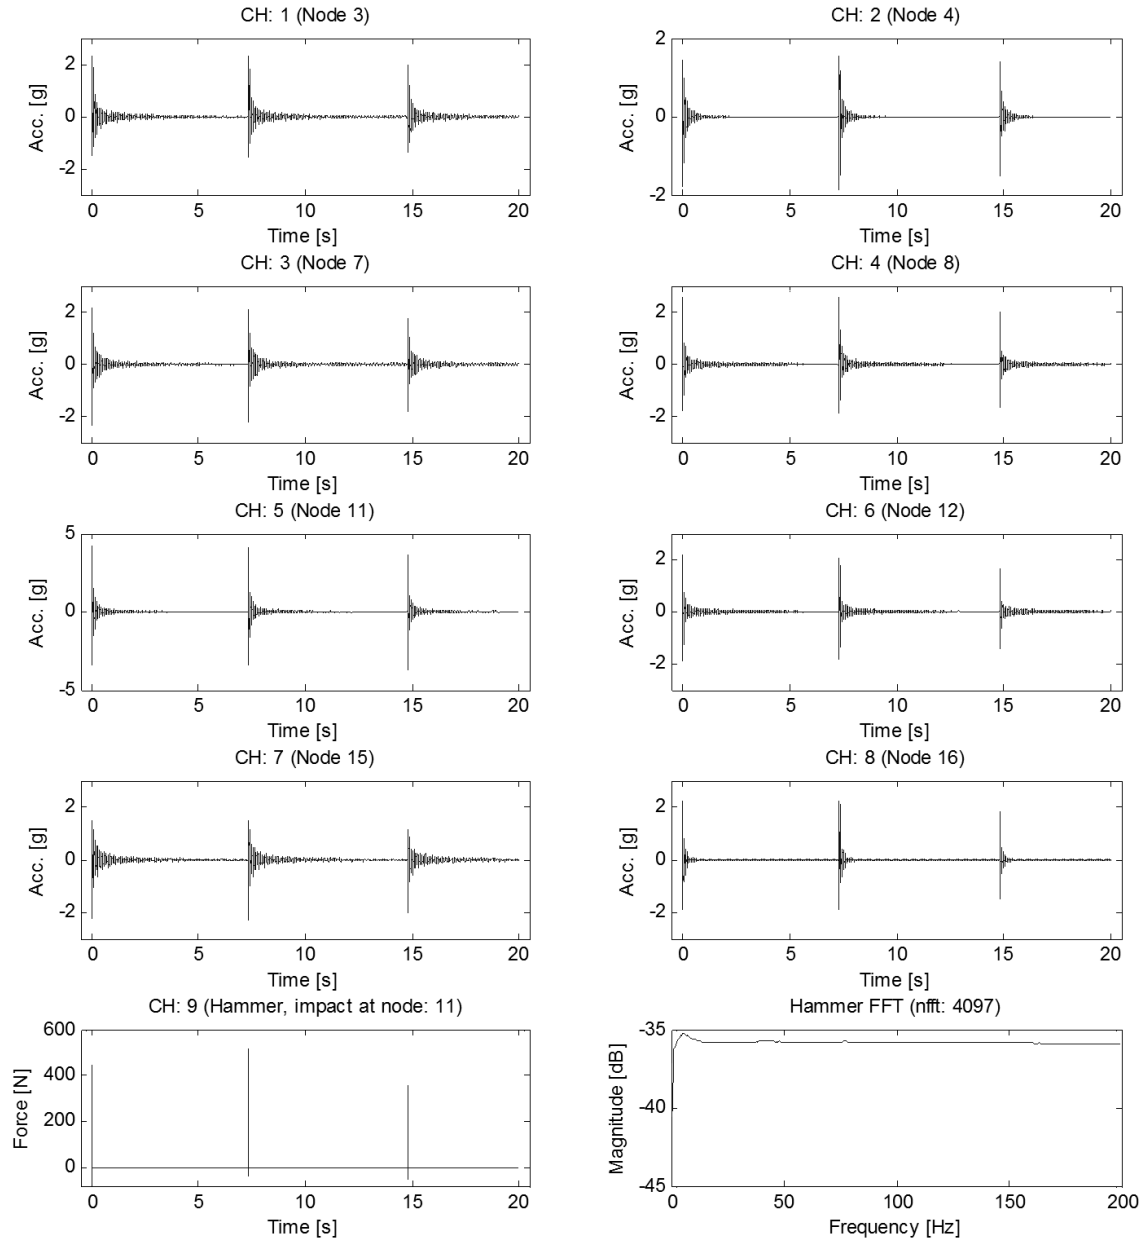 CH: 1 (Node 3)
2
0
-2
Acc. [g]
0 5 10 15 20
Time [s]
CH: 2 (Node 4)
2
0
-2
Acc. [g]
0 5 10 15 20
Time [s]
CH: 3 (Node 7)
2
0
-2
Acc. [g]
0 5 10 15 20
Time [s]
CH: 4 (Node 8)
2
0
-2
Acc. [g]
0 5 10 15 20
Time [s]
CH: 5 (Node 11)
5
0
-5
Acc. [g]
0 5 10 15 20
Time [s]
CH: 6 (Node 12)
2
0
-2
Acc. [g]
0 5 10 15 20
Time [s]
CH: 7 (Node 15)
2
0
-2
Acc. [g]
0 5 10 15 20
Time [s]
CH: 8 (Node 16)
2
0
-2
Acc. [g]
0 5 10 15 20
Time [s]
CH: 9 (Hammer, impact at node: 11)
600
400
200
0
Force [N]
0 5 10 15 20
Time [s]
Hammer FFT (nfft: 4097)
-35
-40
-45
Magnitude [dB]
0 50 100 150 200
Frequency [Hz]